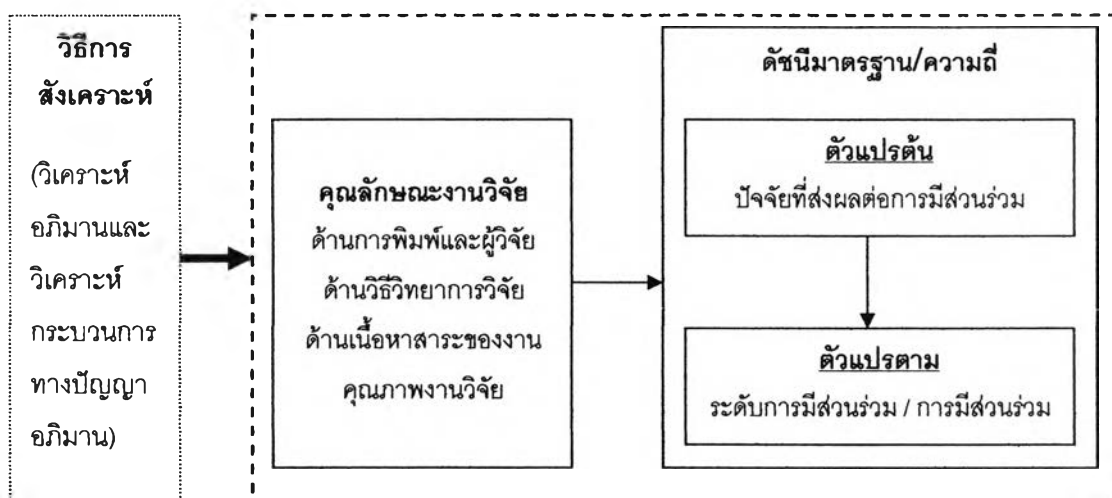 วิธีการ
สังเคราะห์
(วิเคราะห์
อภิมานและ
วิเคราะห์
กระบวนการ
ทางปัญญา
อภิมาน)
คุณลักษณะงานวิจัย
ด้านการพิมพ์และผู้วิจัย
ด้านวิธีวิทยาการวิจัย
ด้านเนื้อหาสาระของงาน
คุณภาพงานวิจัย
ดัชนีมาตรฐาน/ความถี่
ตัวแปรต้น
ปัจจัยที่ส่งผลต่อการมีส่วนร่วม
ตัวแปรตาม
ระดับการมีส่วนร่วม / การมีส่วนร่วม